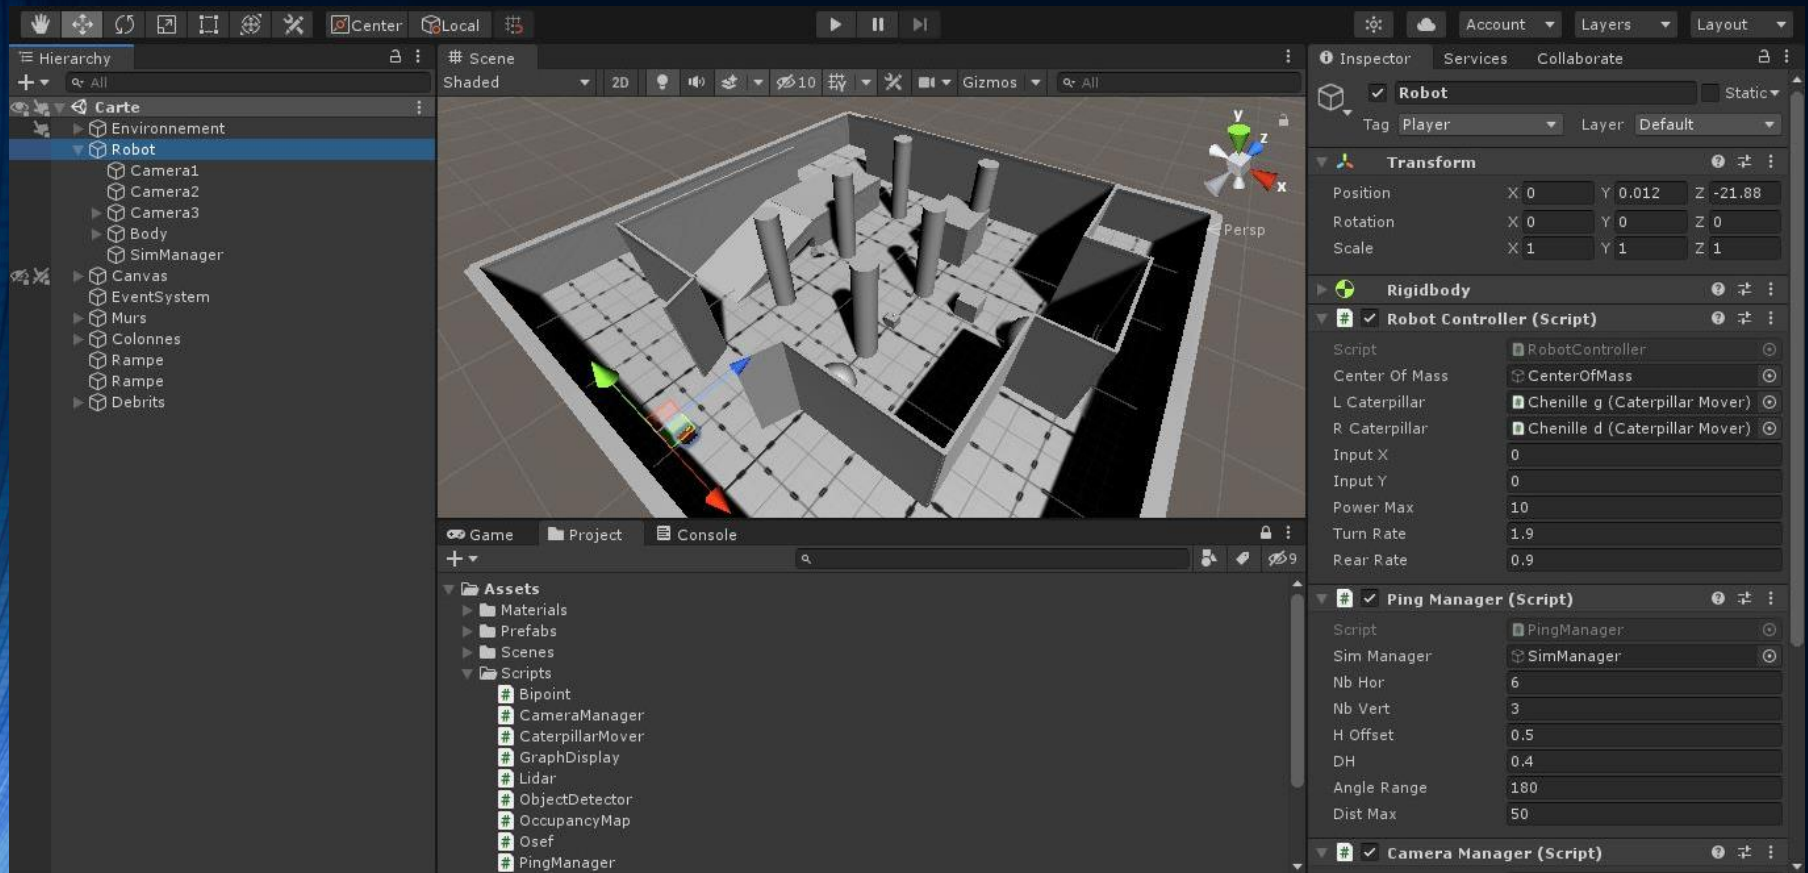 Center Local Account Layers Layout
Hierarchy
All
Carte
Environnement
Robot
Camera1
Camera2
Camera3
Body
SimManager
Canvas
EventSystem
Murs
Colonnes
Rampe
Rampe
Debrits
Scene
Shaded 2D 10 Gizmos All
y
z
x
Persp
Game Project Console
9
Assets
Materials
Prefabs
Scenes
Scripts
Bipoint
CameraManager
CaterpillarMover
GraphDisplay
Lidar
ObjectDetector
OccupancyMap
Osef
PingManager
Inspector Services Collaborate
Robot Static
Tag Player Layer Default
Transform
Position X 0 Y 0.012 Z -21.88
Rotation X 0 Y 0 Z 0
Scale X 1 Y 1 Z 1
Rigidbody
# Robot Controller (Script)
Script RobotController
Center Of Mass CenterOfMass
L Caterpillar Chenille g (Caterpillar Mover)
R Caterpillar Chenille d (Caterpillar Mover)
Input X 0
Input Y 0
Power Max 10
Turn Rate 1.9
Rear Rate 0.9
# Ping Manager (Script)
Script PingManager
Sim Manager SimManager
Nb Hor 6
Nb Vert 3
H Offset 0.5
DH 0.4
Angle Range 180
Dist Max 50
# Camera Manager (Script)